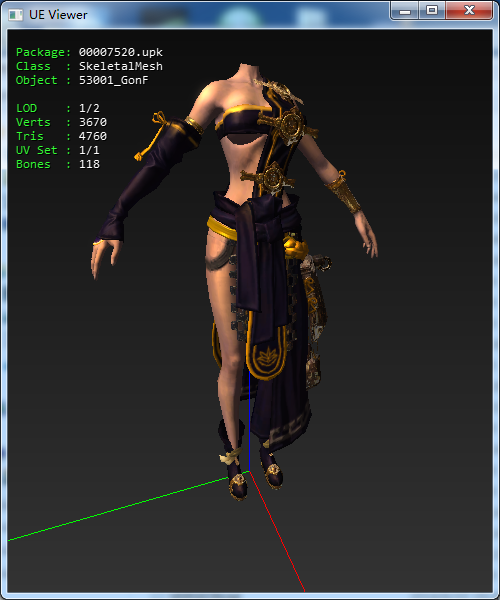 UE Viewer
Package: 00007520.upk
Class  : SkeletalMesh
Object : 53001_GonF
LOD    : 1/2
Verts  : 3670
Tris   : 4760
UV Set : 1/1
Bones  : 118